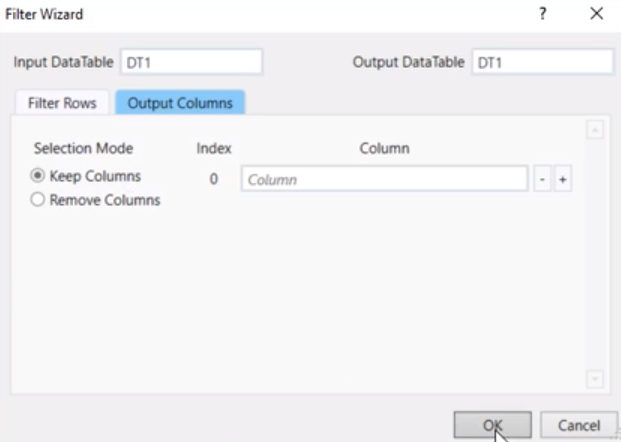 Filter Wizard ? ×
Input DataTable DT1 Output DataTable DT1
Filter Rows Output Columns
Selection Mode Index Column
Keep Columns 0 Column - +
Remove Columns
OK Cancel